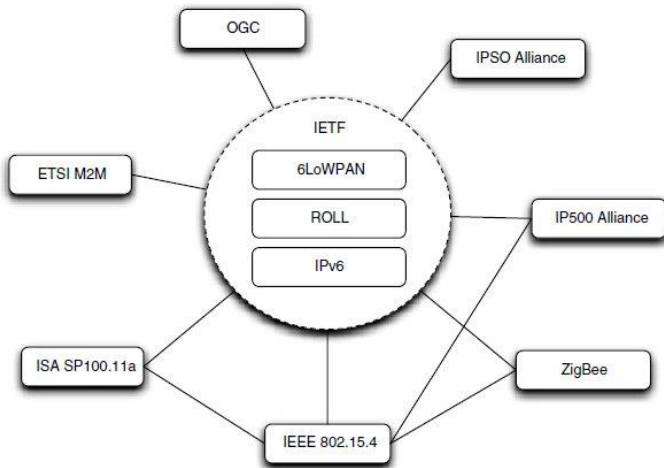 OGC
IPSO Alliance
IETF
6LoWPAN
ETSI M2M
ROLL
IP500 Alliance
IPv6
ISA SP100.11a
ZigBee
IEEE 802.15.4